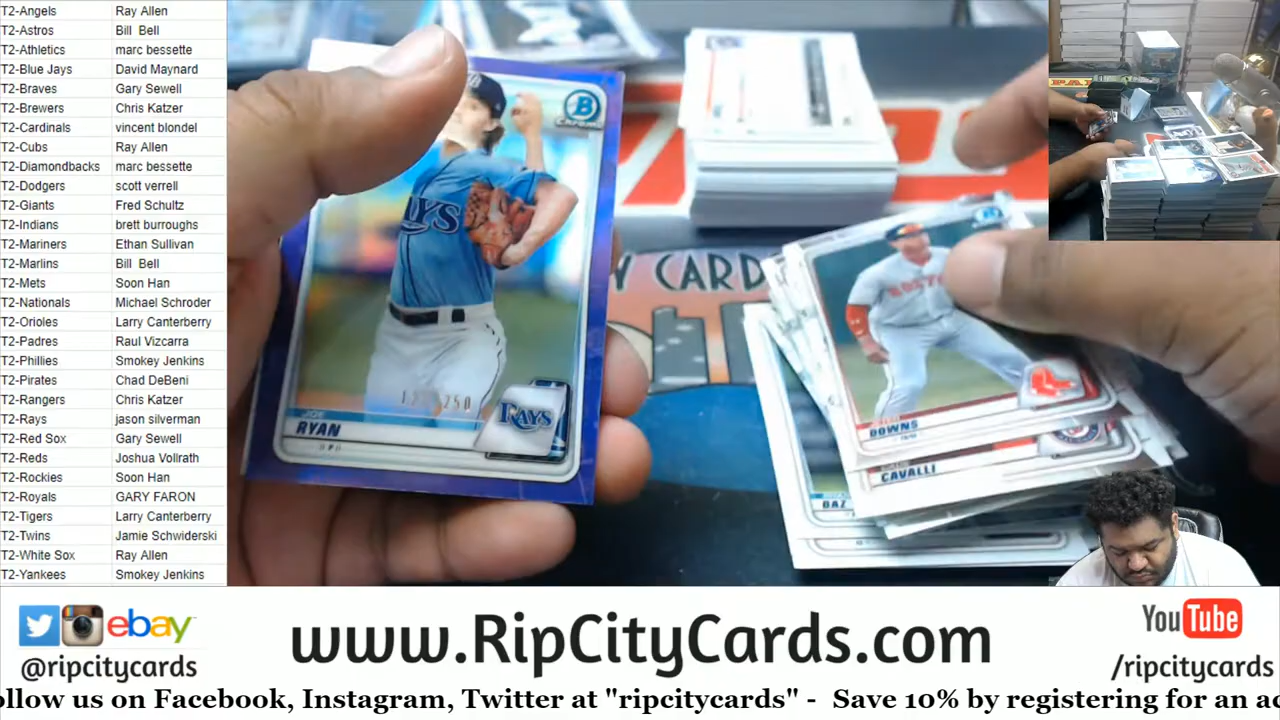 T2-Angels Ray Allen
T2-Astros Bill Bell
T2-Athletics marc bessette
T2-Blue Jays David Maynard
T2-Braves Gary Sewell
T2-Brewers Chris Katzer
T2-Cardinals vincent blondel
T2-Cubs Ray Allen
T2-Diamondbacks marc bessette
T2-Dodgers scott verrell
T2-Giants Fred Schultz
T2-Indians brett burroughs
T2-Mariners Ethan Sullivan
T2-Marlins Bill Bell
T2-Mets Soon Han
T2-Nationals Michael Schroder
T2-Orioles Larry Canterberry
T2-Padres Raul Vizcarra
T2-Phillies Smokey Jenkins
T2-Pirates Chad DeBeni
T2-Rangers Chris Katzer
T2-Rays jason silverman
T2-Red Sox Gary Sewell
T2-Reds Joshua Vollrath
T2-Rockies Soon Han
T2-Royals GARY FARON
T2-Tigers Larry Canterberry
T2-Twins Jamie Schwiderski
T2-White Sox Ray Allen
T2-Yankees Smokey Jenkins
B
Chrome
AYS
JOE
RYAN
RAYS
250
CARD
BOSTON
DOWNS
CAVALLI
BAZ
ebay
@ripcitycards
www.RipCityCards.com
YouTube
/ripcitycards
ollow us on Facebook, Instagram, Twitter at "ripcitycards" - Save 10% by registering for an ac